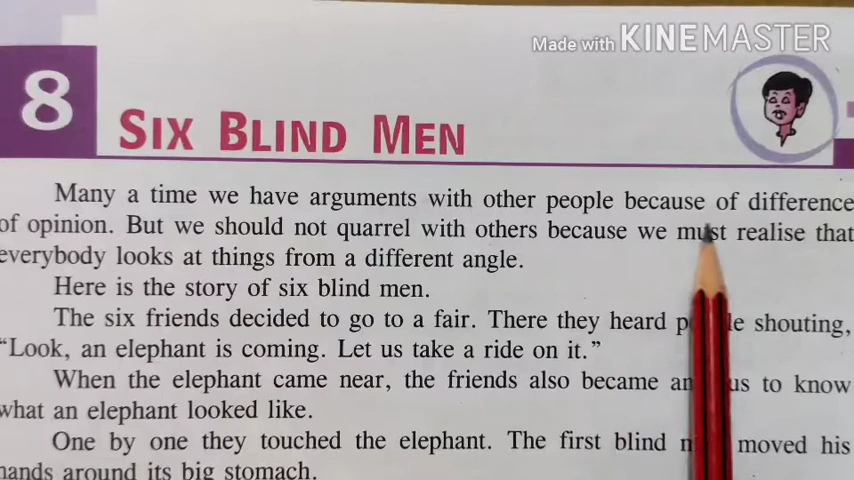 Made with KINEMASTER
8
SIX BLIND MEN
Many a time we have arguments with other people because of difference
of opinion. But we should not quarrel with others because we must realise that
everybody looks at things from a different angle.
Here is the story of six blind men.
The six friends decided to go to a fair. There they heard shouting,
“Look, an elephant is coming. Let us take a ride on it.”
When the elephant came near, the friends also became to know
what an elephant looked like.
One by one they touched the elephant. The first blind moved his
hands around its big stomach.